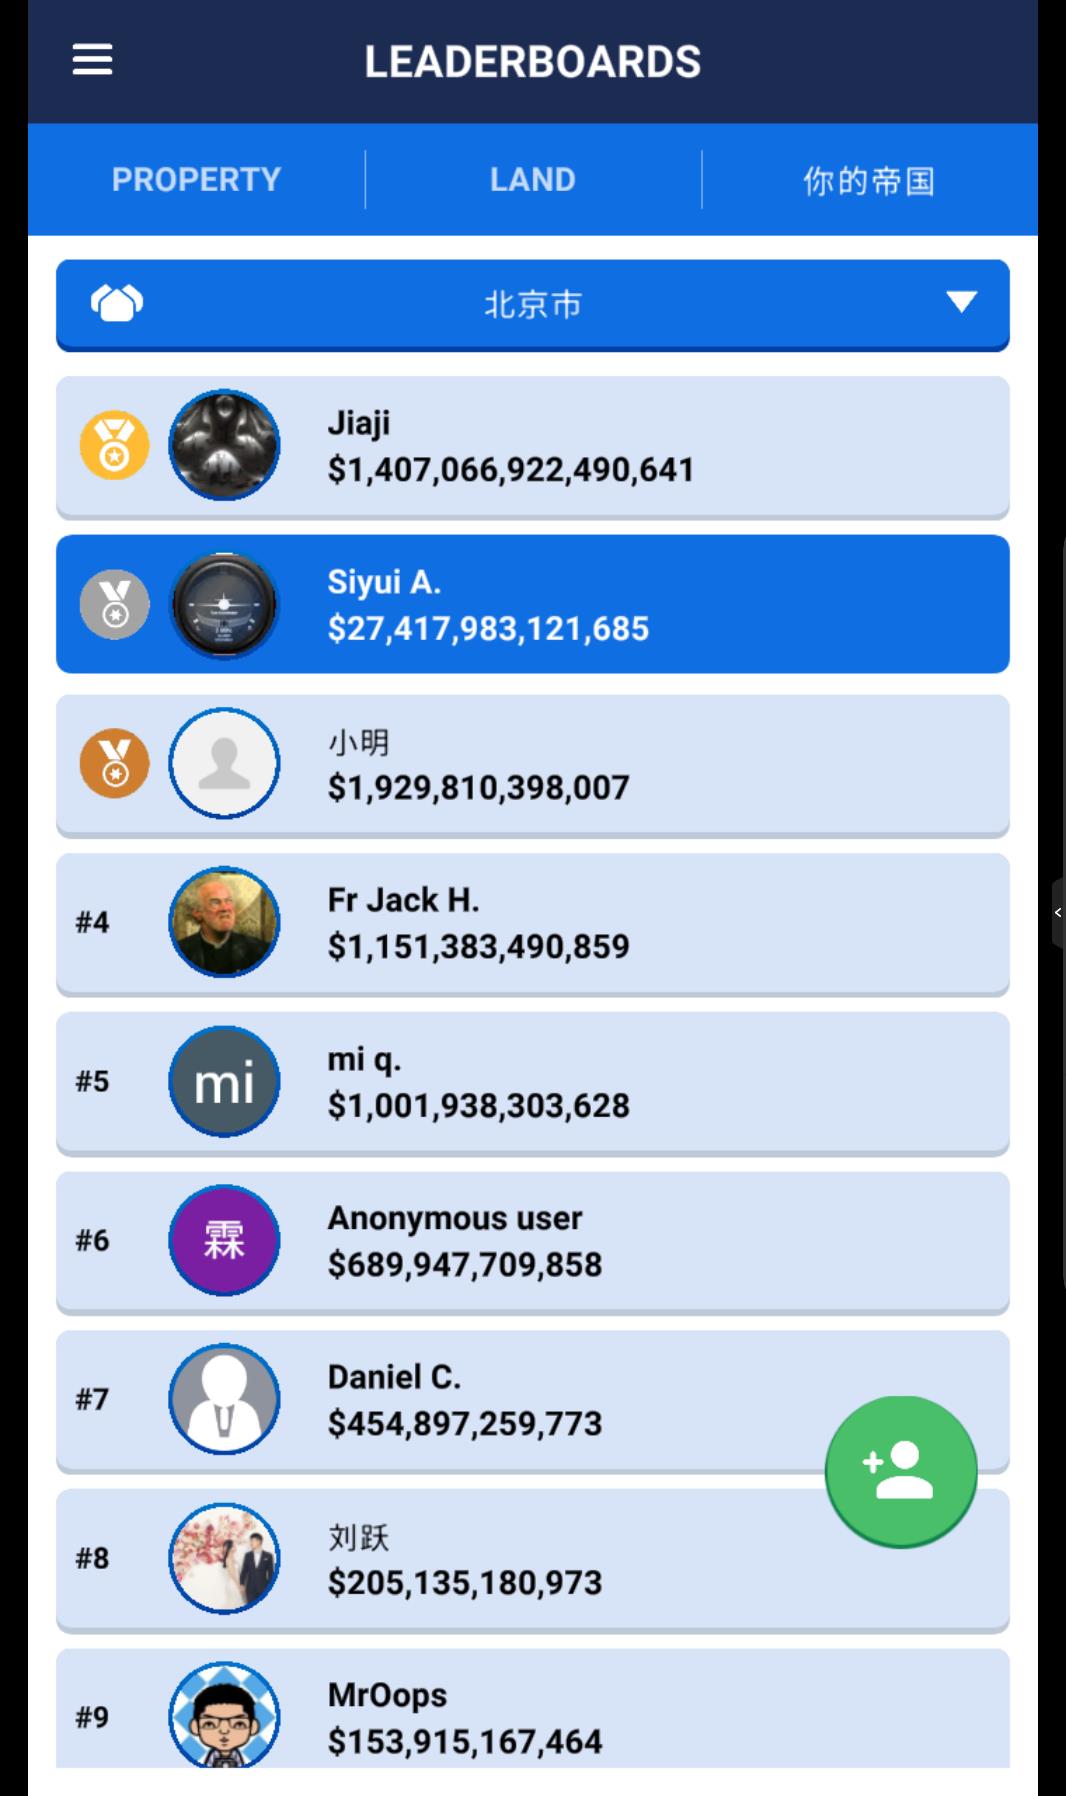 LEADERBOARDS
PROPERTY
LAND
你的帝国
北京市
Jiaji
$1,407,066,922,490,641
Siyui A.
$27,417,983,121,685
小明
$1,929,810,398,007
#4
Fr Jack H.
$1,151,383,490,859
#5
mi
mi q.
$1,001,938,303,628
#6
霖
Anonymous user
$689,947,709,858
#7
Daniel C.
$454,897,259,773
#8
刘跃
$205,135,180,973
#9
MrOops
$153,915,167,464